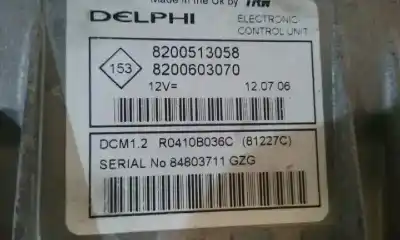 Made in the UK by TRW
DELPHI
ELECTRONIC
CONTROL UNIT
153
8200513058
8200603070
12V= 12.07.06
DCM1.2 R0410B036C (81227C)
SERIAL No 84803711 GZG